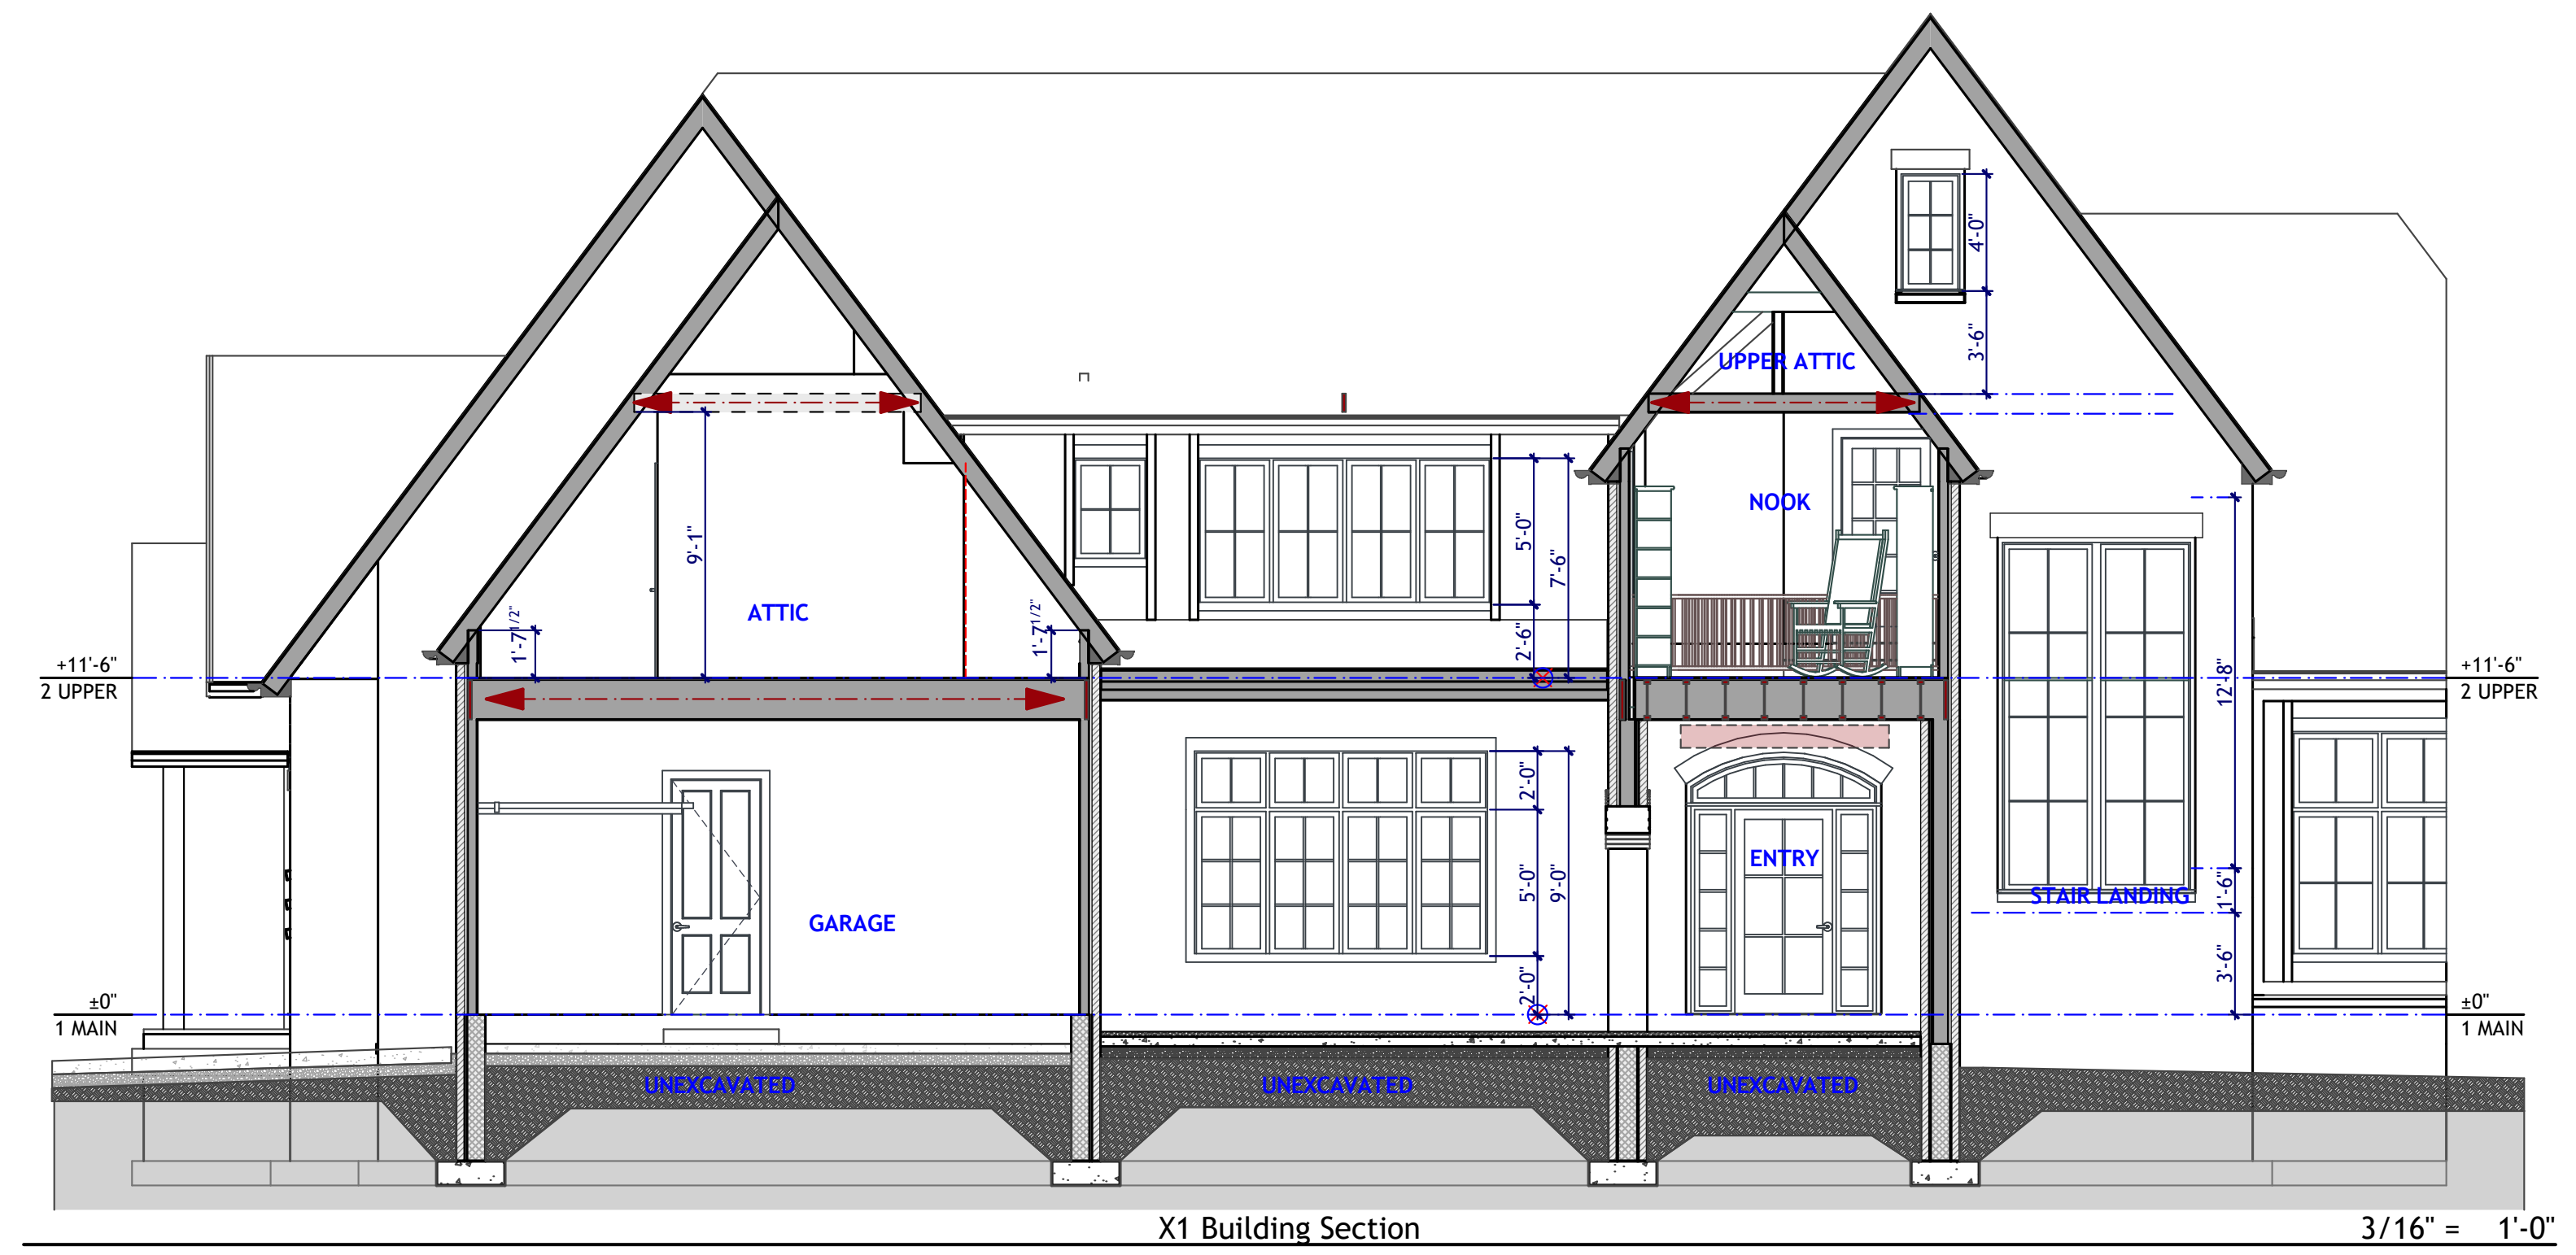 4'-0"
3'-6"
UPPER ATTIC
NOOK
9'-1"
5'-0"
7'-6"
ATTIC
1'-7 1/2"
1'-7 1/2"
2'-6"
+11'-6"
2 UPPER
+11'-6"
2 UPPER
12'-8"
2'-0"
ENTRY
5'-0"
9'-0"
STAIR LANDING
1'-6"
GARAGE
3'-6"
2'-0"
±0"
1 MAIN
±0"
1 MAIN
UNEXCAVATED
UNEXCAVATED
UNEXCAVATED
X1 Building Section
3/16" = 1'-0"